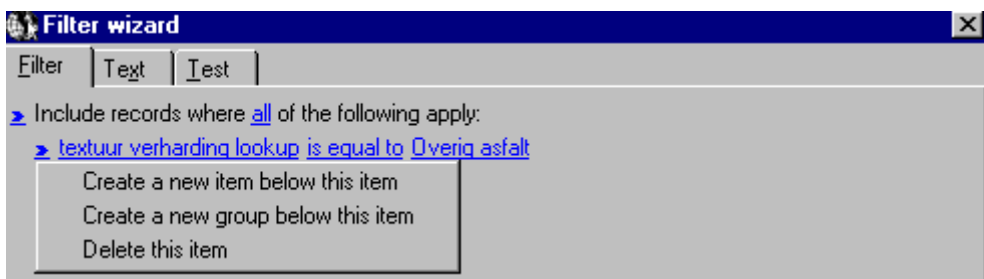 Filter wizard
Filter Text Test
Include records where all of the following apply:
textuur verharding lookup is equal to Overig asfalt
Create a new item below this item
Create a new group below this item
Delete this item